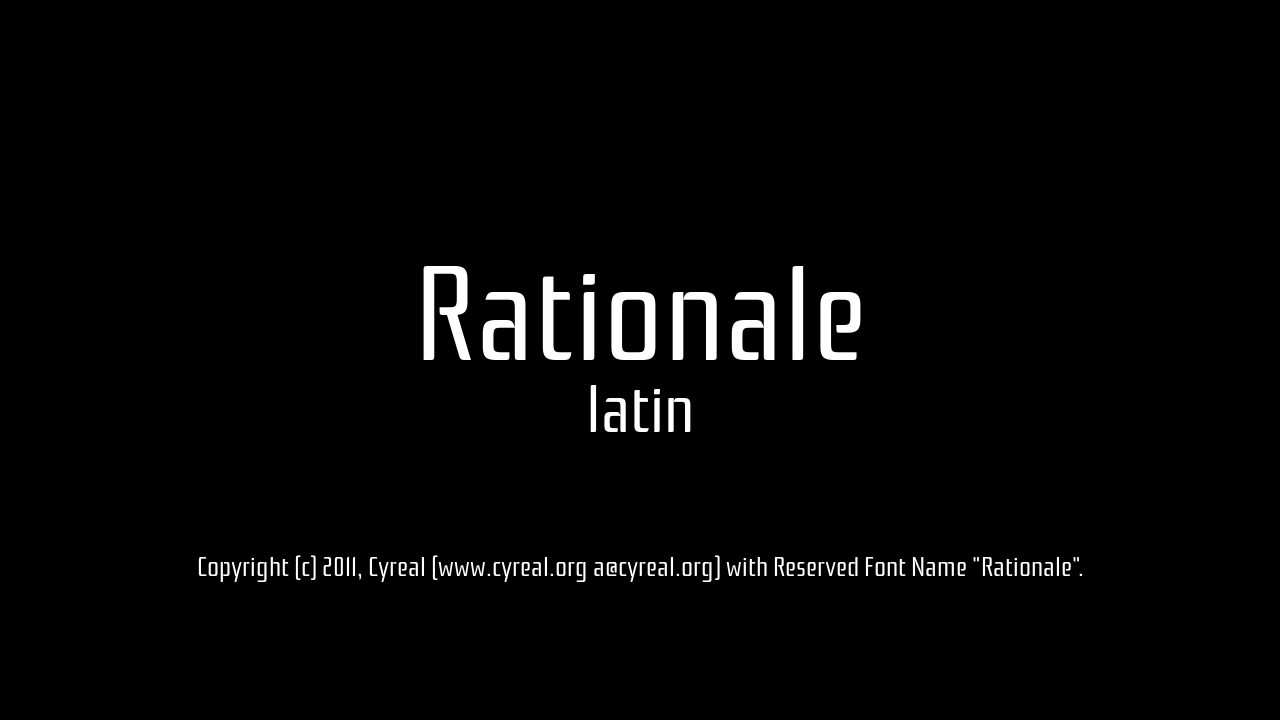 Rationale
latin
Copyright (c) 2011, Cyreal (www.cyreal.org a@cyreal.org) with Reserved Font Name "Rationale".